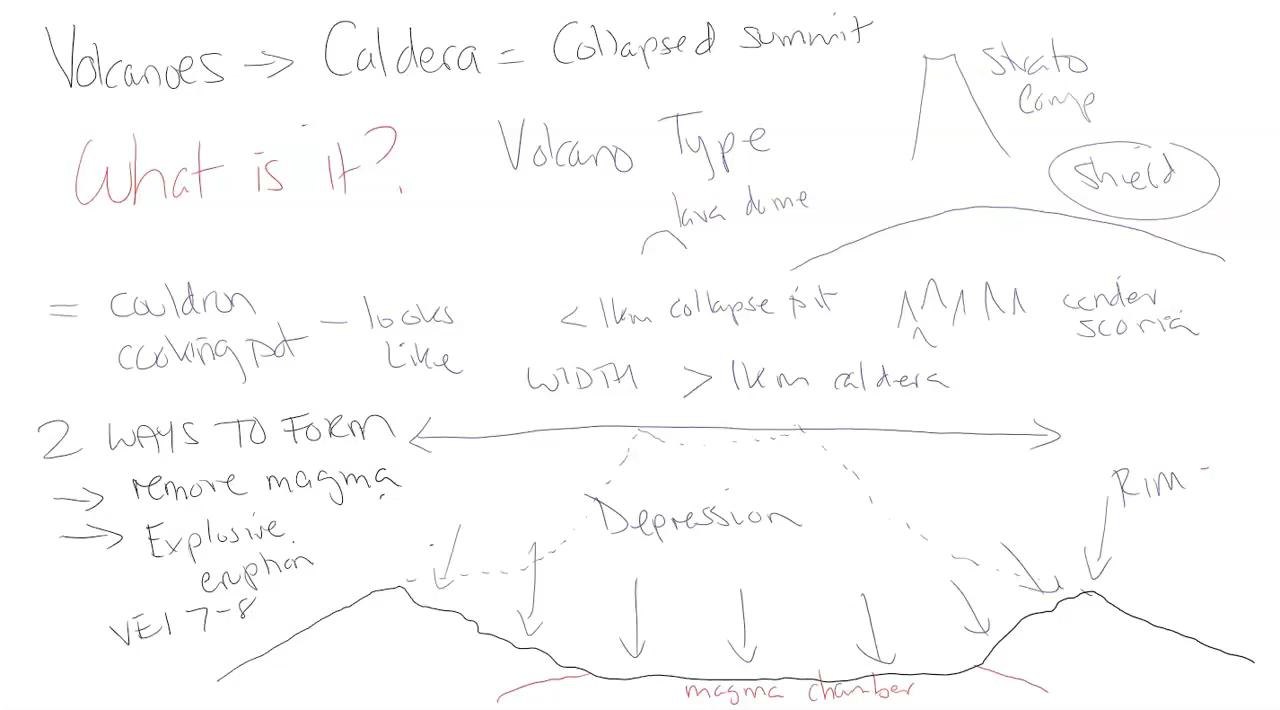 Volcanoes → Caldera = Collapsed summit
What is it?
Volcano Type
Strato
Comp
Shield
lava dome
= cauldron
cooking pot
- looks
like
< 1km collapse pit
WIDTH > 1km caldera
cinder
scoria
2 WAYS TO FORM
→ remove magma
→ Explosive
eruption
VEI 7-8
Depression
RIM
magma chamber